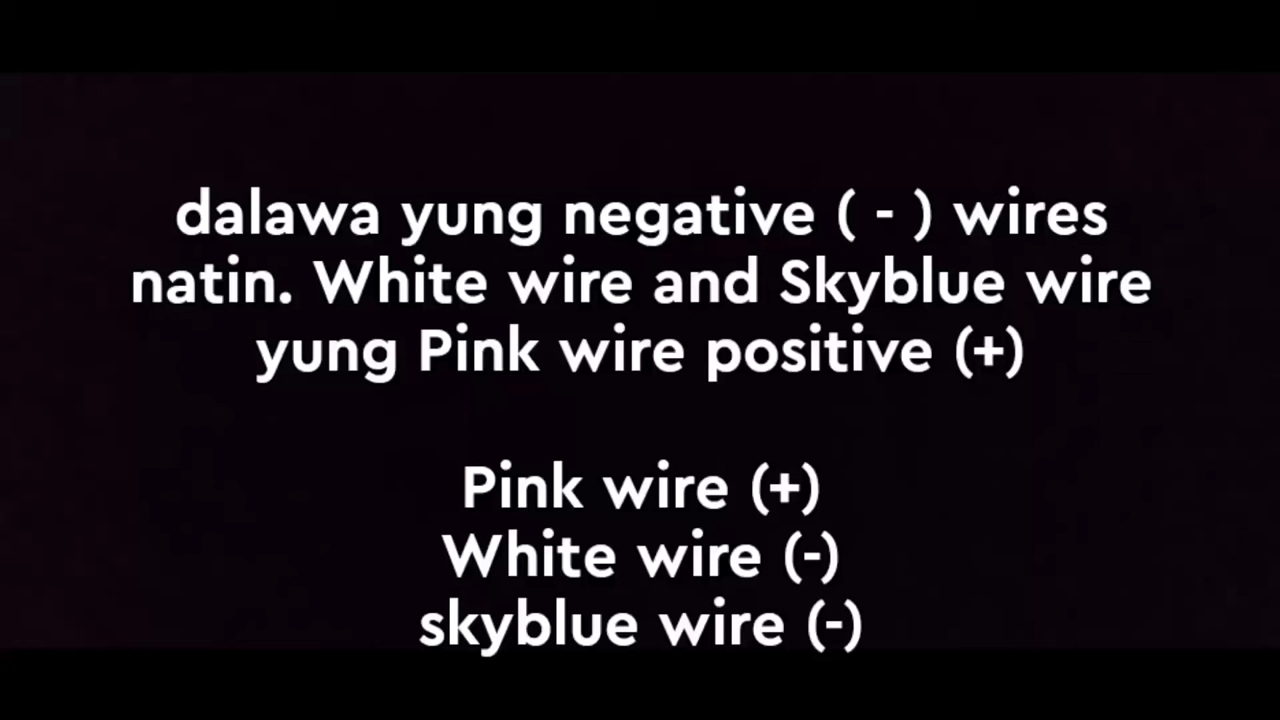 dalawa yung negative ( - ) wires
natin. White wire and Skyblue wire
yung Pink wire positive (+)
Pink wire (+)
White wire (-)
skyblue wire (-)